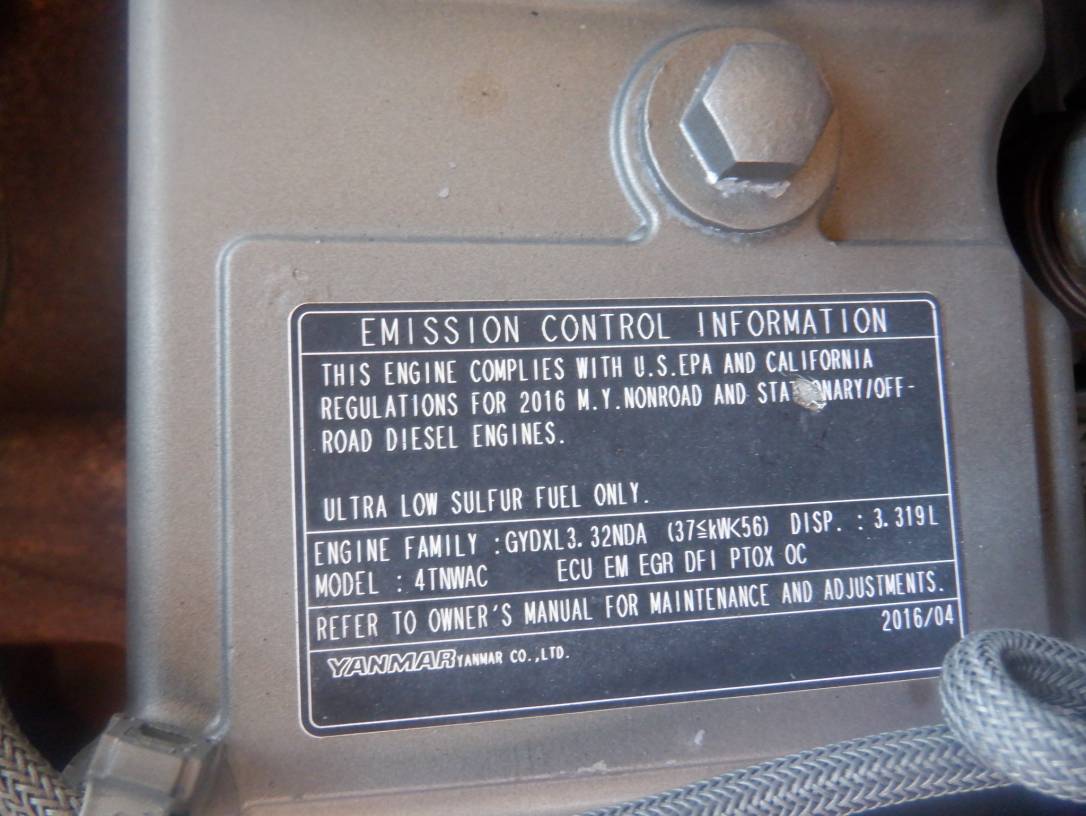 EMISSION CONTROL INFORMATION
THIS ENGINE COMPLIES WITH U.S.EPA AND CALIFORNIA
REGULATIONS FOR 2016 M.Y.NONROAD AND /OFF-
ROAD DIESEL ENGINES.
ULTRA LOW SULFUR FUEL ONLY.
ENGINE FAMILY :GYDXL3.32NDA (37≦kW<56) DISP. : 3.319L
MODEL : 4TNWAC ECU EM EGR DFI PTOX OC
REFER TO OWNER'S MANUAL FOR MAINTENANCE AND ADJUSTMENTS.
2016/04
YANMAR YANMAR CO.,LTD.